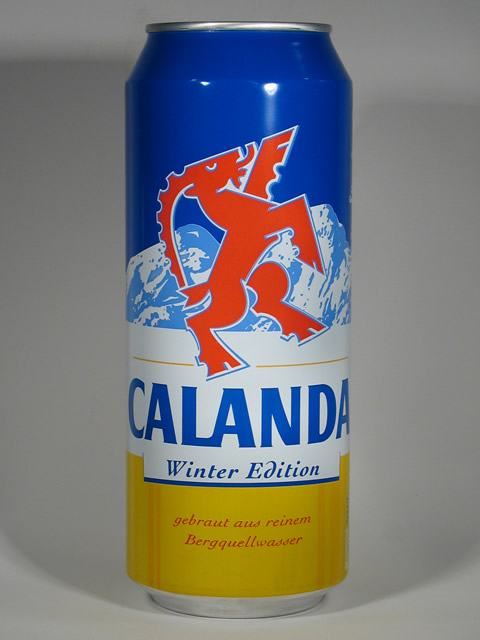 CALANDA
Winter Edition
gebraut aus reinem
Bergquellwasser